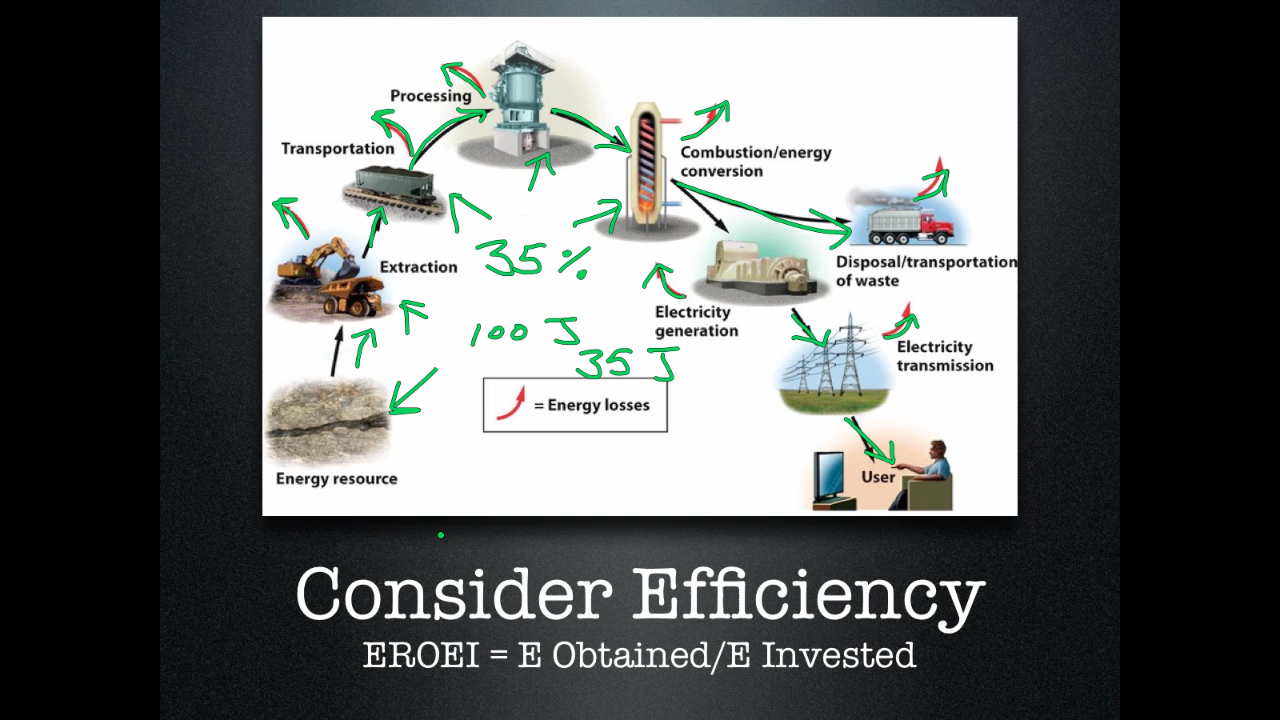 Processing
Transportation
Combustion/energy
conversion
Extraction
35%
Disposal/transportation
of waste
Electricity
generation
100 J
35 J
Electricity
transmission
= Energy losses
Energy resource
User
Consider Efficiency
EROEI = E Obtained/E Invested